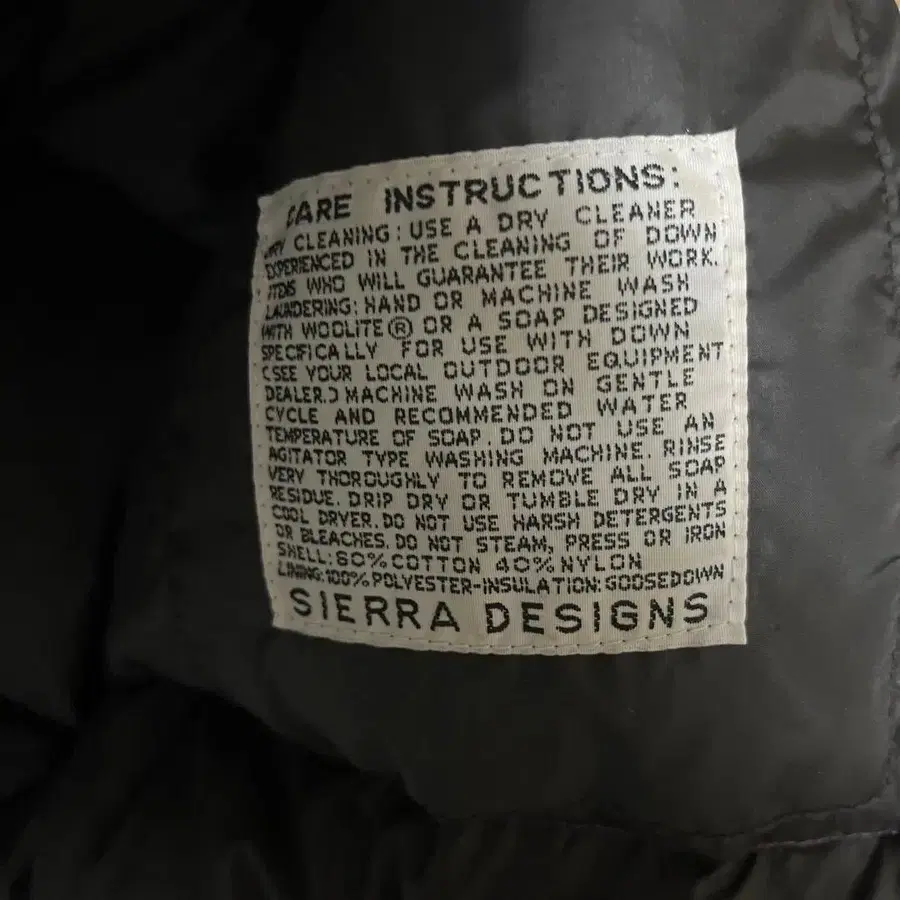 CARE INSTRUCTIONS:
DRY CLEANING: USE A DRY CLEANER
EXPERIENCED IN THE CLEANING OF DOWN
ITEMS WHO WILL GUARANTEE THEIR WORK.
LAUNDERING: HAND OR MACHINE WASH
WITH WOOLITE® OR A SOAP DESIGNED
SPECIFICALLY FOR USE WITH DOWN
(SEE YOUR LOCAL OUTDOOR EQUIPMENT
DEALER.) MACHINE WASH ON GENTLE
CYCLE AND RECOMMENDED WATER
TEMPERATURE OF SOAP. DO NOT USE AN
AGITATOR TYPE WASHING MACHINE. RINSE
VERY THOROUGHLY TO REMOVE ALL SOAP
RESIDUE. DRIP DRY OR TUMBLE DRY IN A
COOL DRYER. DO NOT USE HARSH DETERGENTS
OR BLEACHES. DO NOT STEAM, PRESS OR IRON
SHELL: 60% COTTON 40% NYLON
LINING: 100% POLYESTER-INSULATION: GOOSEDOWN
SIERRA DESIGNS